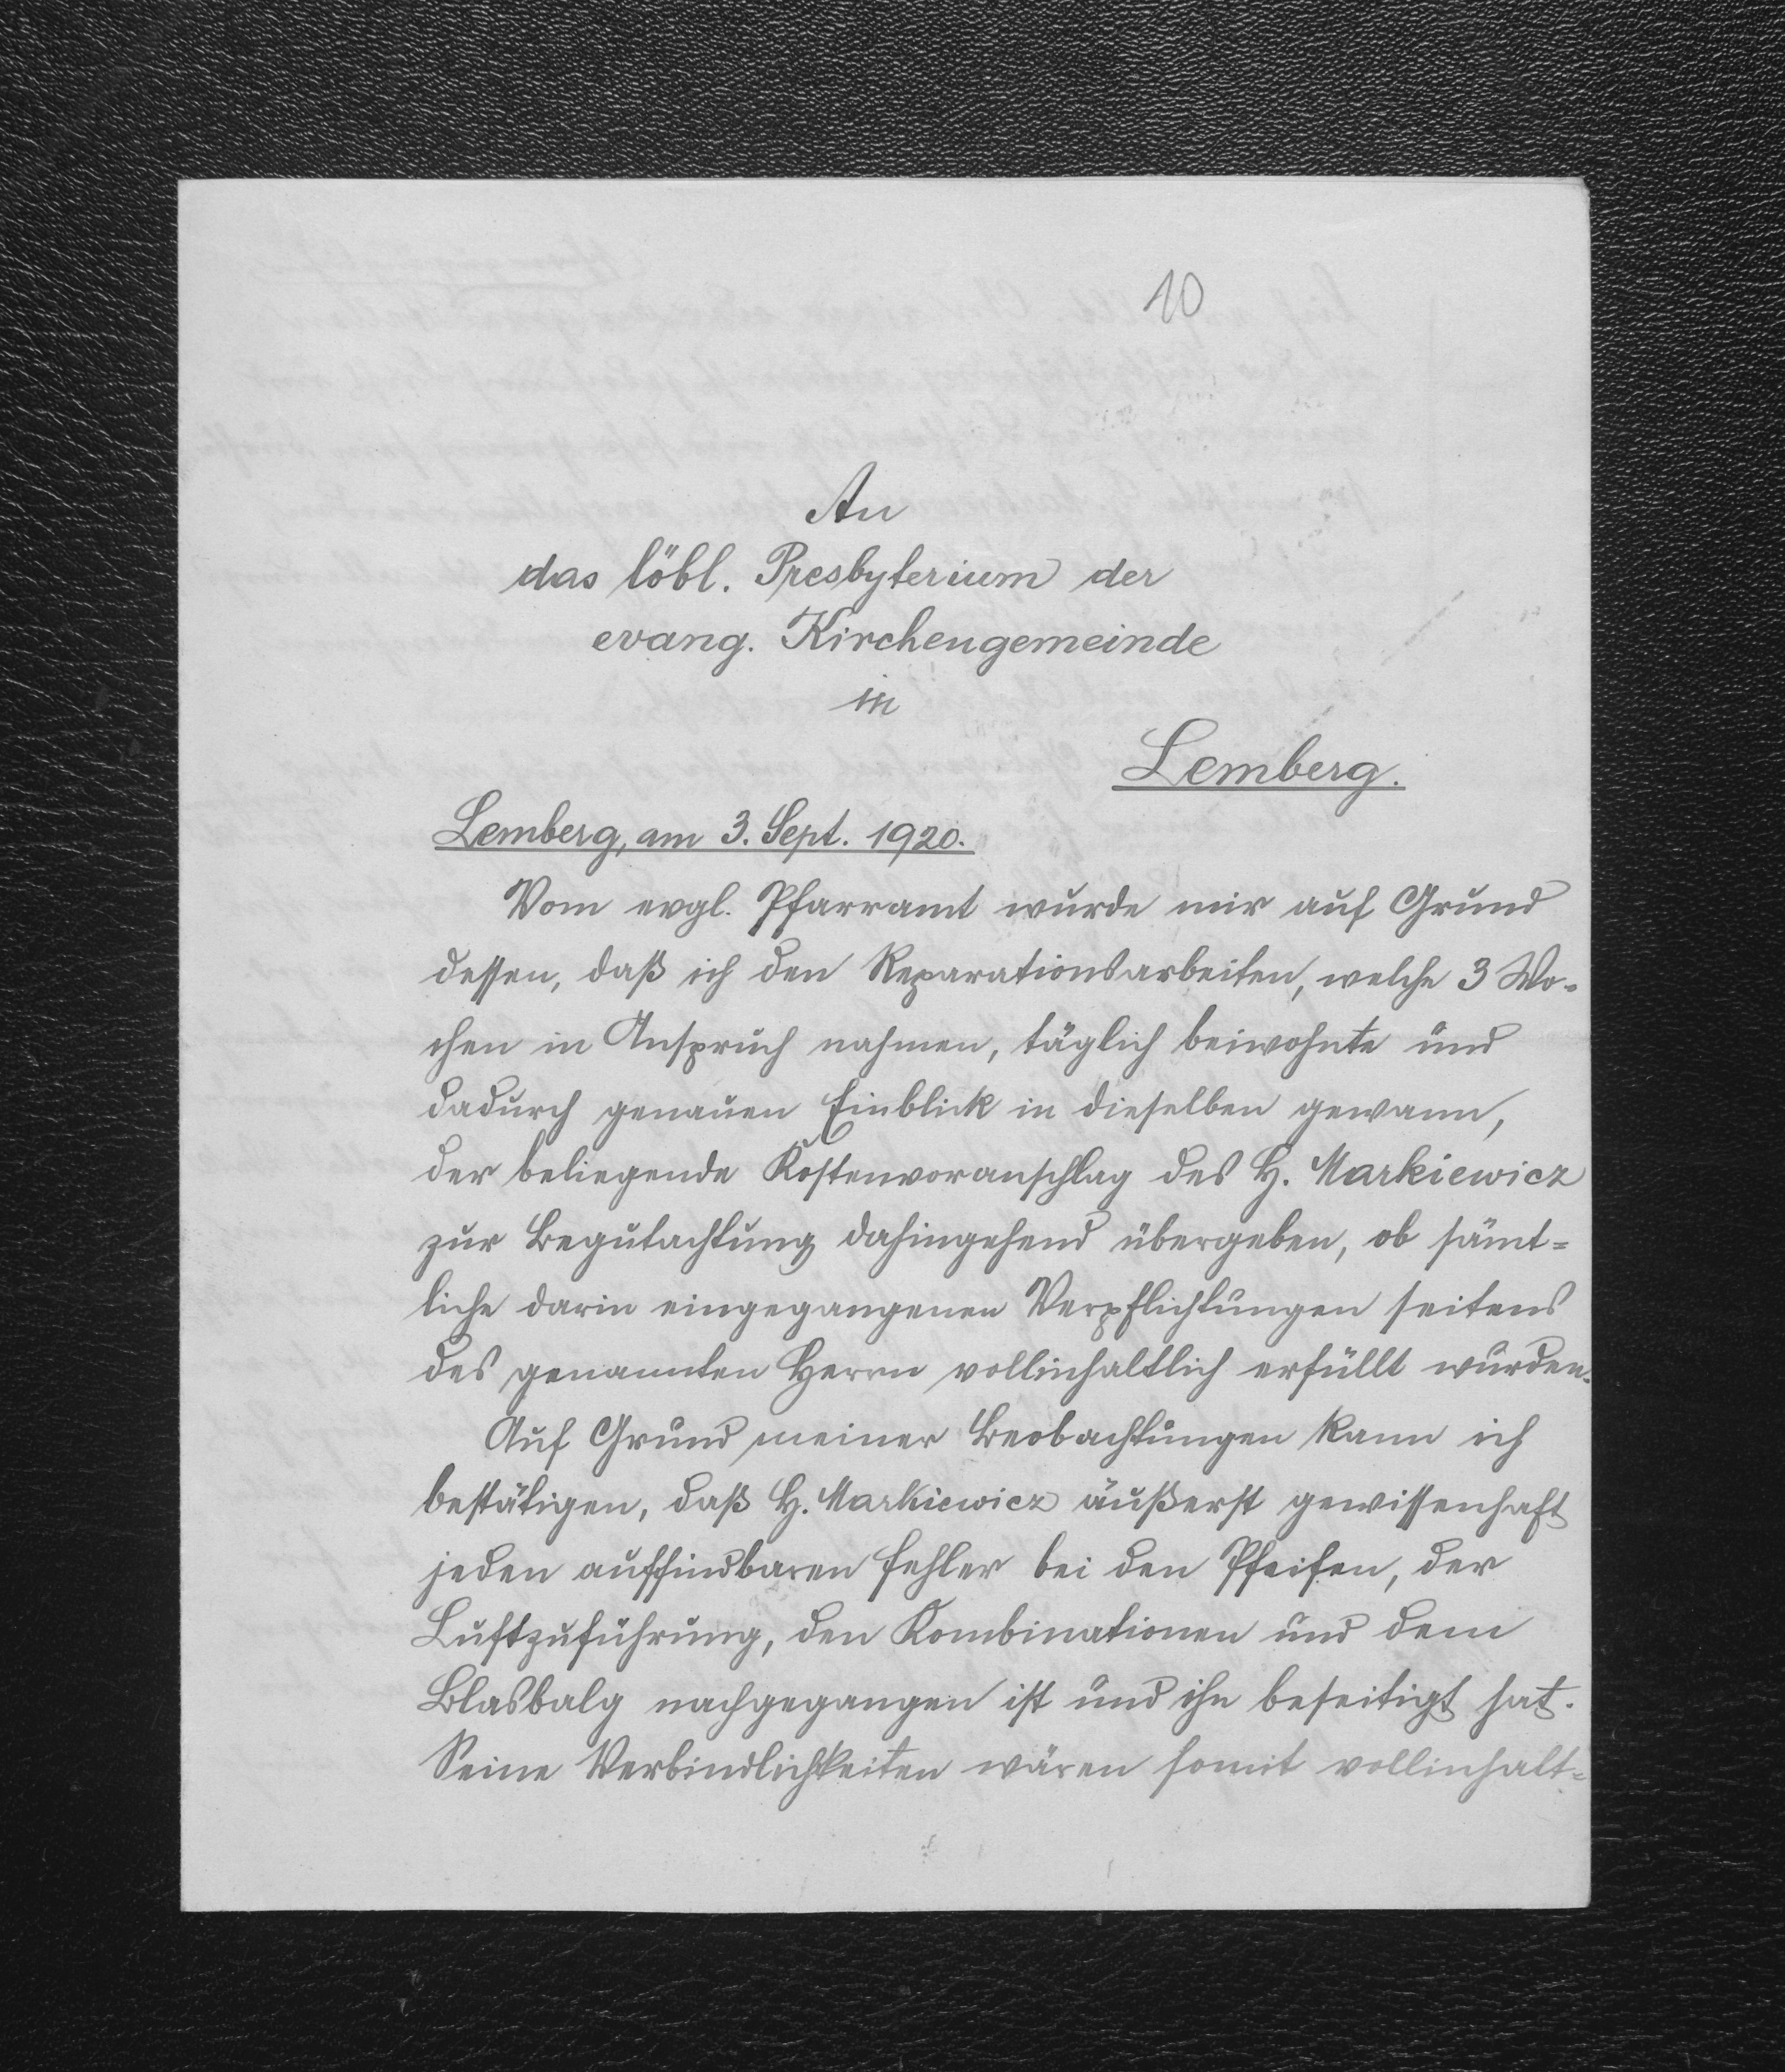 10
An
das löbl. Presbyterium der
evang. Kirchengemeinde
in
Lemberg.
Lemberg, am 3. Sept. 1920.
Vom evgl. Pfarramt wurde mir auf Grund
dessen, daß ich den Reparationsarbeiten, welche 3 Wo-
chen in Anspruch nahmen, täglich beiwohnte und
dadurch genauen Einblick in dieselben gewann,
der beliegende Kostenvoranschlag des H. Markiewicz
zur Begutachtung dahingehend übergeben, ob sämt=
liche darin eingegangenen Verpflichtungen seitens
des genannten Herrn vollinhaltlich erfüllt wurden.
Auf Grund meiner Beobachtungen kann ich
bestätigen, daß H. Markiewicz äußerst gewissenhaft
jeden auffindbaren Fehler bei den Pfeifen, der
Luftzuführung, den Kombinationen und dem
Blasbalg nachgegangen ist und ihn beseitigt hat.
Seine Verbindlichkeiten wären somit vollinhalt=